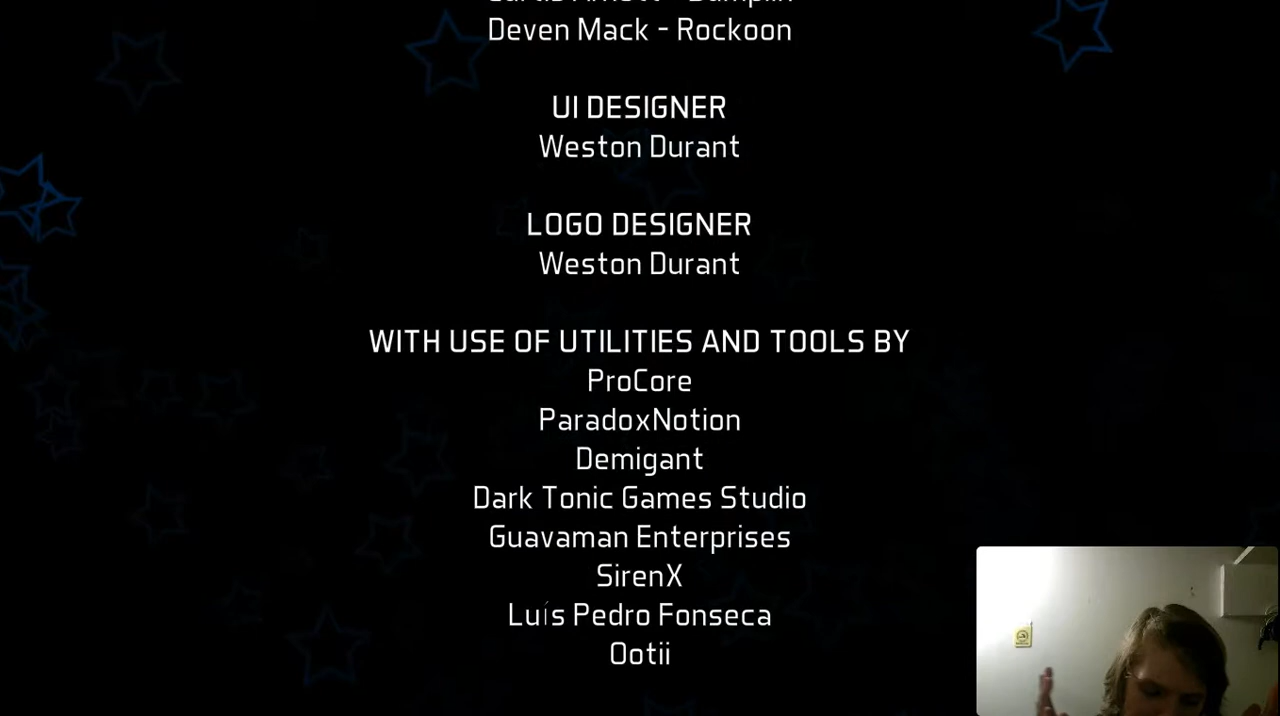 Deven Mack - Rockoon
UI DESIGNER
Weston Durant
LOGO DESIGNER
Weston Durant
WITH USE OF UTILITIES AND TOOLS BY
ProCore
ParadoxNotion
Demigant
Dark Tonic Games Studio
Guavaman Enterprises
SirenX
Luís Pedro Fonseca
Ootii